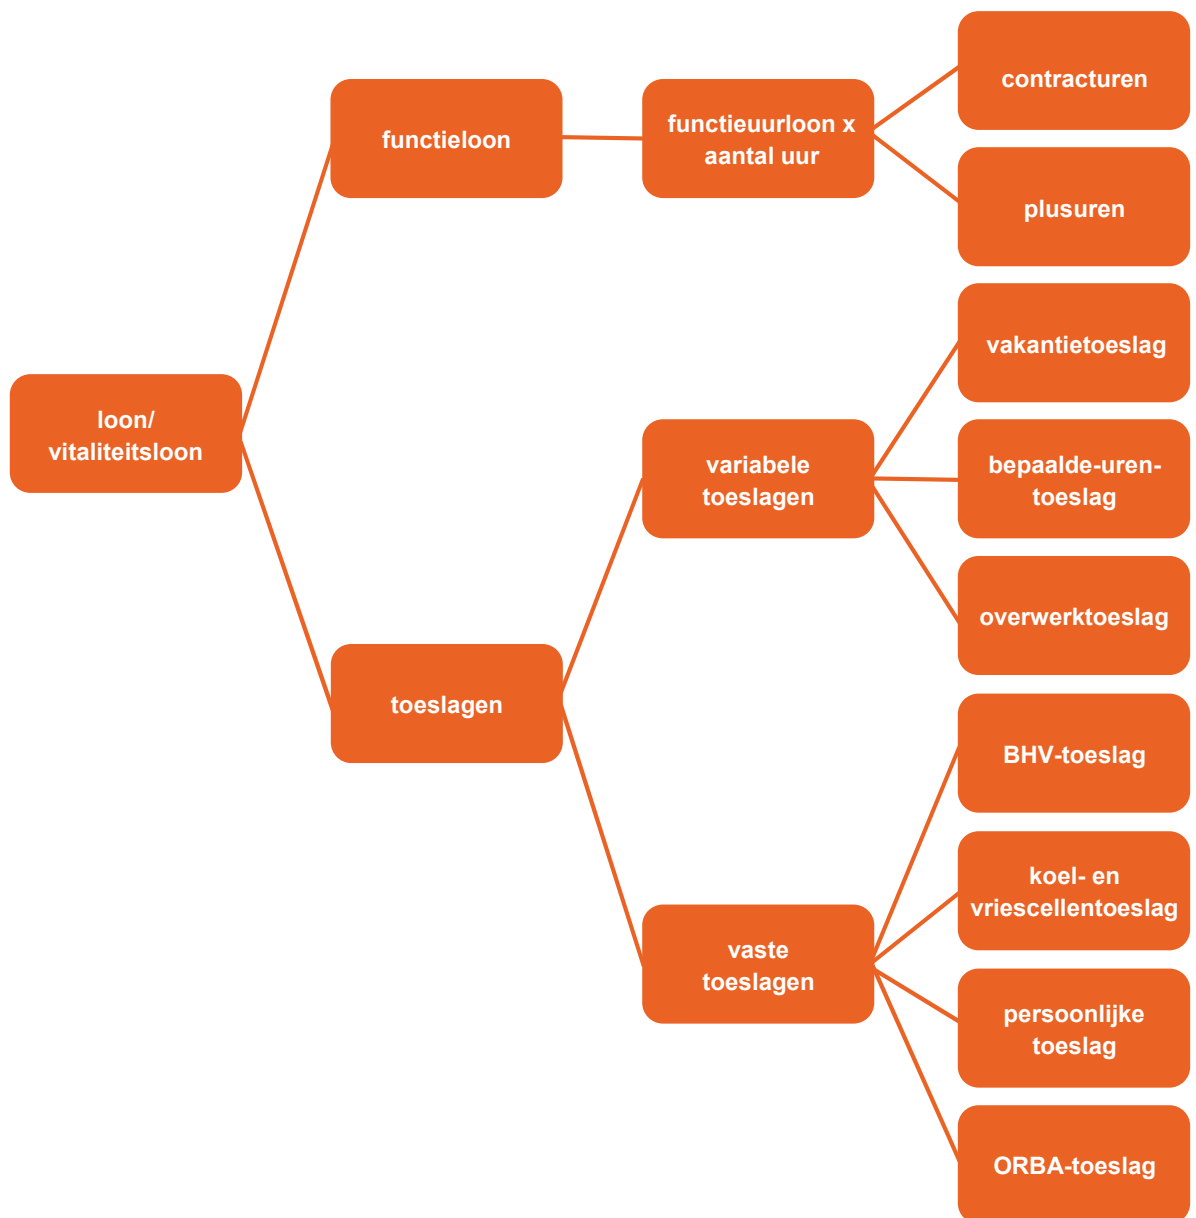 contracturen
functieloon
functieuurloon x
aantal uur
plusuren
vakantietoeslag
loon/
vitaliteitsloon
variabele
toeslagen
bepaalde-uren-
toeslag
overwerktoeslag
toeslagen
BHV-toeslag
koel- en
vriescellentoeslag
vaste
toeslagen
persoonlijke
toeslag
ORBA-toeslag